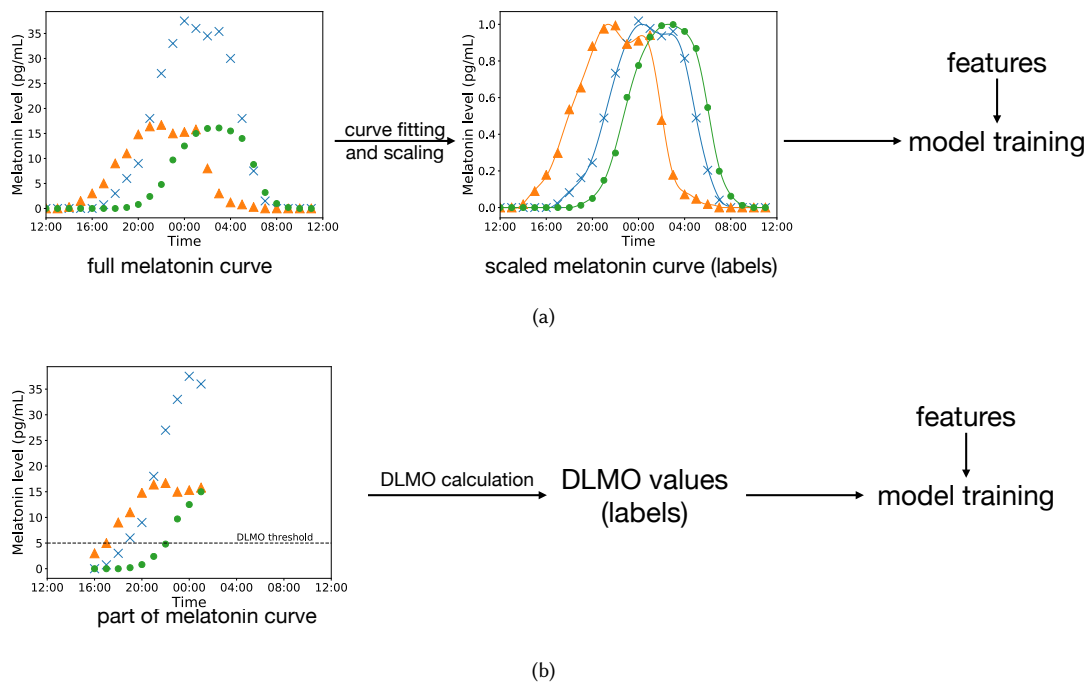 Melatonin level (pg/mL)
35
30
25
20
15
10
5
0
12:00 16:00 20:00 00:00 04:00 08:00 12:00
Time
full melatonin curve
curve fitting
and scaling
Melatonin level (pg/mL)
1.0
0.8
0.6
0.4
0.2
0.0
12:00 16:00 20:00 00:00 04:00 08:00 12:00
Time
scaled melatonin curve (labels)
features
model training
(a)
Melatonin level (pg/mL)
35
30
25
20
15
10
5
0
DLMO threshold
12:00 16:00 20:00 00:00 04:00 08:00 12:00
Time
part of melatonin curve
DLMO calculation
DLMO values
(labels)
features
model training
(b)